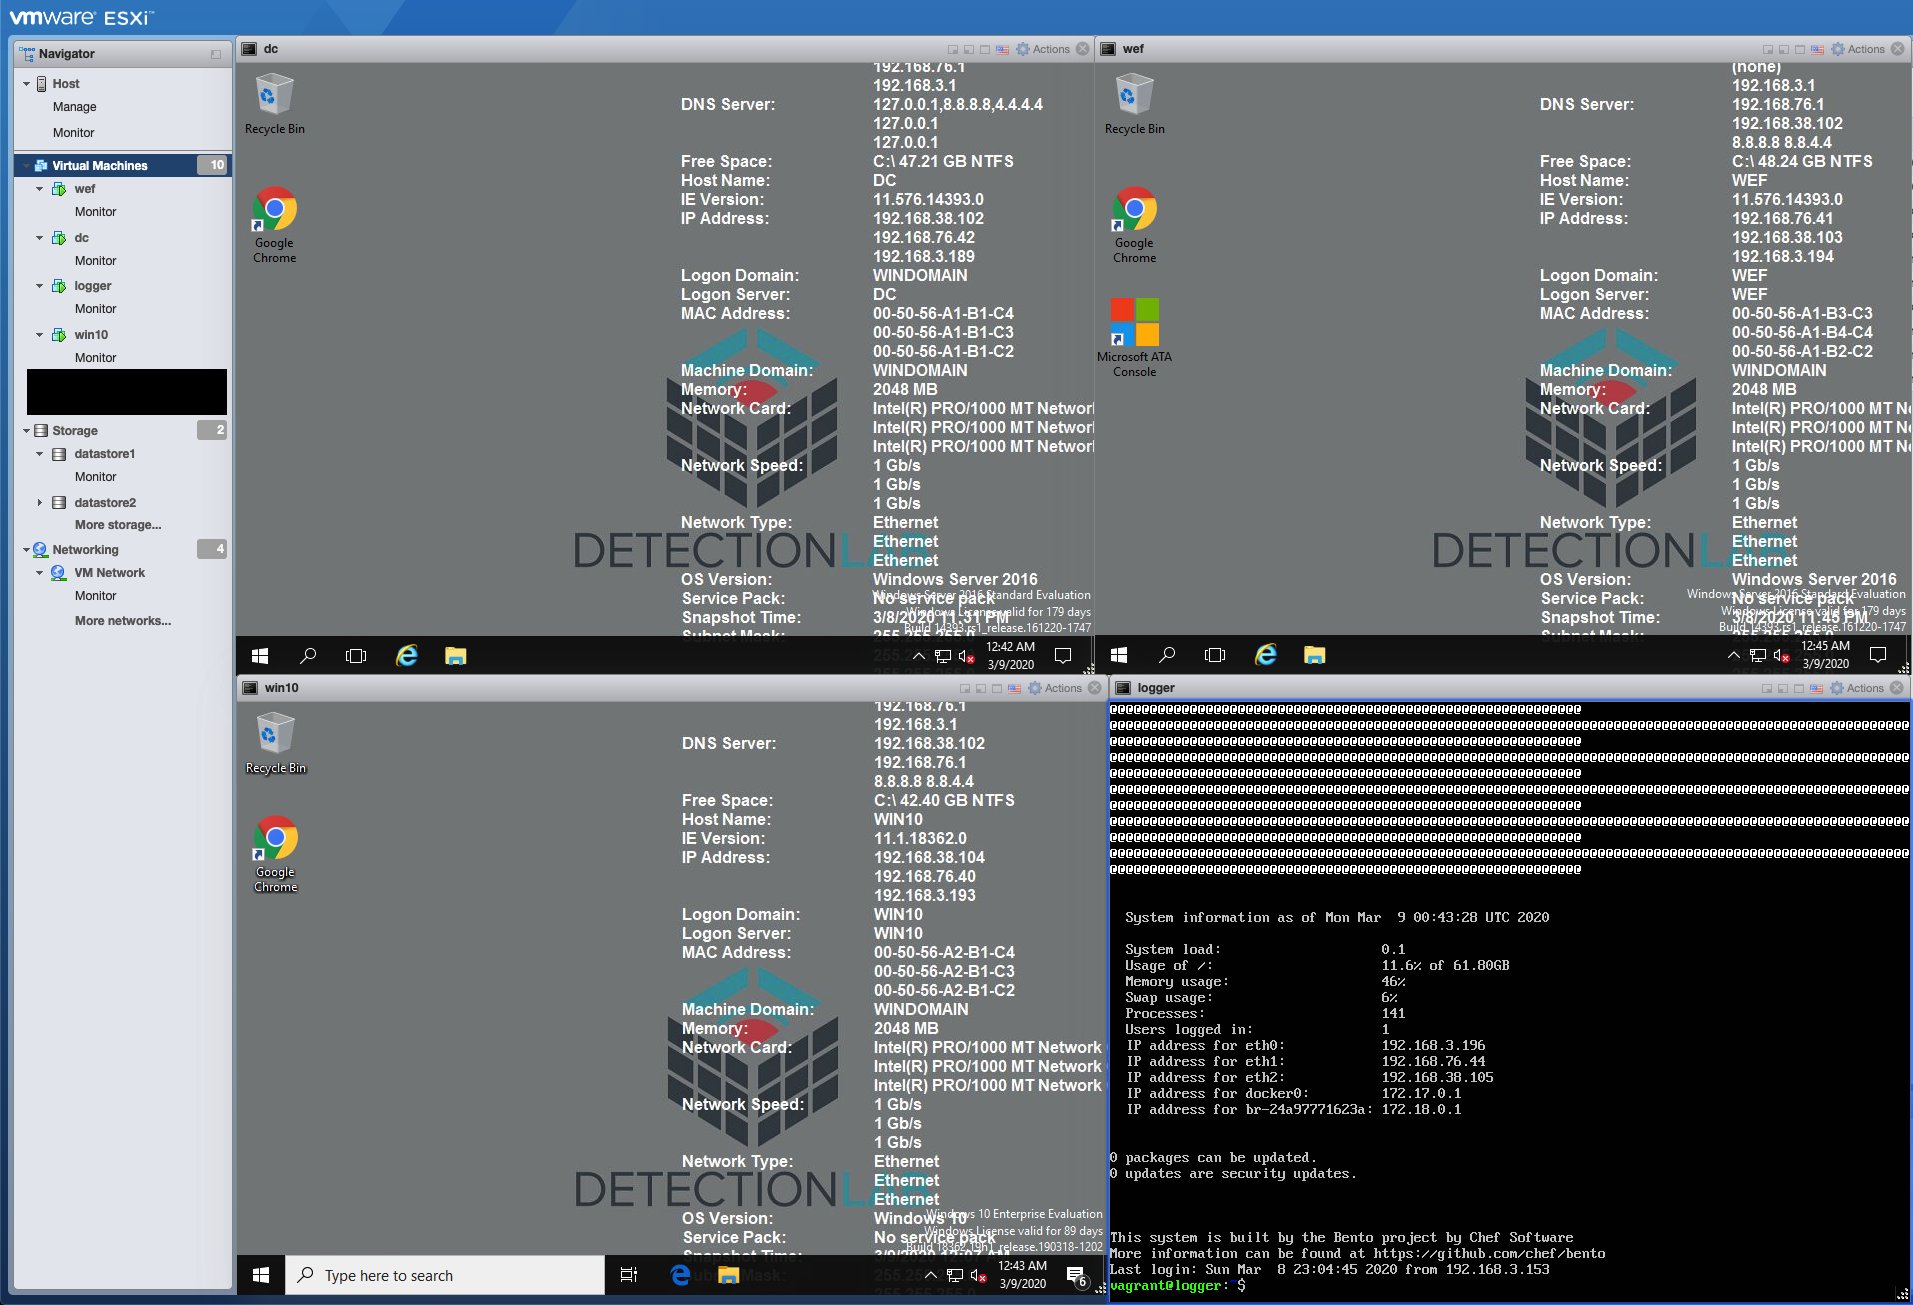 vmware ESXi™
Navigator
Host
Manage
Monitor
Virtual Machines 10
wef
Monitor
dc
Monitor
logger
Monitor
win10
Monitor
Storage 2
datastore1
Monitor
datastore2
More storage...
Networking 4
VM Network
Monitor
More networks...
dc
Actions
Recycle Bin
Google
Chrome
192.168.76.1
192.168.3.1
DNS Server: 127.0.0.1,8.8.8.8,4.4.4.4
127.0.0.1
127.0.0.1
Free Space: C:\ 47.21 GB NTFS
Host Name: DC
IE Version: 11.576.14393.0
IP Address: 192.168.38.102
192.168.76.42
192.168.3.189
Logon Domain: WINDOMAIN
Logon Server: DC
MAC Address: 00-50-56-A1-B1-C4
00-50-56-A1-B1-C3
00-50-56-A1-B1-C2
Machine Domain: WINDOMAIN
Memory: 2048 MB
Network Card: Intel(R) PRO/1000 MT Networ
Intel(R) PRO/1000 MT Networ
Intel(R) PRO/1000 MT Networ
Network Speed: 1 Gb/s
1 Gb/s
1 Gb/s
Network Type: Ethernet
Ethernet
Ethernet
DETECTIONLAB
OS Version: Windows Server 2016
Service Pack: No service pack
Snapshot Time: 3/8/2020 11:31 PM
Subnet Mask: 255.255.255.0
Windows Server 2016 Standard Evaluation
Windows License valid for 179 days
Build 14393.rs1_release.161220-1747
12:42 AM
3/9/2020
wef
Actions
Recycle Bin
Google
Chrome
Microsoft ATA
Console
(none)
192.168.3.1
DNS Server: 192.168.76.1
192.168.38.102
8.8.8.8 8.8.4.4
Free Space: C:\ 48.24 GB NTFS
Host Name: WEF
IE Version: 11.576.14393.0
IP Address: 192.168.76.41
192.168.38.103
192.168.3.194
Logon Domain: WEF
Logon Server: WEF
MAC Address: 00-50-56-A1-B3-C3
00-50-56-A1-B4-C4
00-50-56-A1-B2-C2
Machine Domain: WINDOMAIN
Memory: 2048 MB
Network Card: Intel(R) PRO/1000 MT N
Intel(R) PRO/1000 MT N
Intel(R) PRO/1000 MT N
Network Speed: 1 Gb/s
1 Gb/s
1 Gb/s
Network Type: Ethernet
Ethernet
Ethernet
DETECTIONLAB
OS Version: Windows Server 2016
Service Pack: No service pack
Snapshot Time: 3/8/2020 11:45 PM
Subnet Mask: 255.255.255.0
Windows Server 2016 Standard Evaluation
Windows License valid for 179 days
Build 14393.rs1_release.161220-1747
12:45 AM
3/9/2020
win10
Actions
Recycle Bin
Google
Chrome
192.168.76.1
192.168.3.1
DNS Server: 192.168.38.102
192.168.76.1
8.8.8.8 8.8.4.4
Free Space: C:\ 42.40 GB NTFS
Host Name: WIN10
IE Version: 11.1.18362.0
IP Address: 192.168.38.104
192.168.76.40
192.168.3.193
Logon Domain: WIN10
Logon Server: WIN10
MAC Address: 00-50-56-A2-B1-C4
00-50-56-A2-B1-C3
00-50-56-A2-B1-C2
Machine Domain: WINDOMAIN
Memory: 2048 MB
Network Card: Intel(R) PRO/1000 MT Network
Intel(R) PRO/1000 MT Network
Intel(R) PRO/1000 MT Network
Network Speed: 1 Gb/s
1 Gb/s
1 Gb/s
Network Type: Ethernet
Ethernet
Ethernet
DETECTIONLAB
OS Version: Windows 10
Service Pack: No service pack
Snapshot Time: 3/9/2020 12:07 AM
Windows 10 Enterprise Evaluation
Windows License valid for 89 days
Build 18362.19h1_release.190318-1202
Type here to search
12:43 AM
3/9/2020
6
logger
Actions
System information as of Mon Mar 9 00:43:28 UTC 2020
System load: 0.1
Usage of /: 11.6% of 61.80GB
Memory usage: 46%
Swap usage: 6%
Processes: 141
Users logged in: 1
IP address for eth0: 192.168.3.196
IP address for eth1: 192.168.76.44
IP address for eth2: 192.168.38.105
IP address for docker0: 172.17.0.1
IP address for br-24a97771623a: 172.18.0.1
0 packages can be updated.
0 updates are security updates.
This system is built by the Bento project by Chef Software
More information can be found at https://github.com/chef/bento
Last login: Sun Mar 8 23:04:45 2020 from 192.168.3.153
vagrant@logger:~$